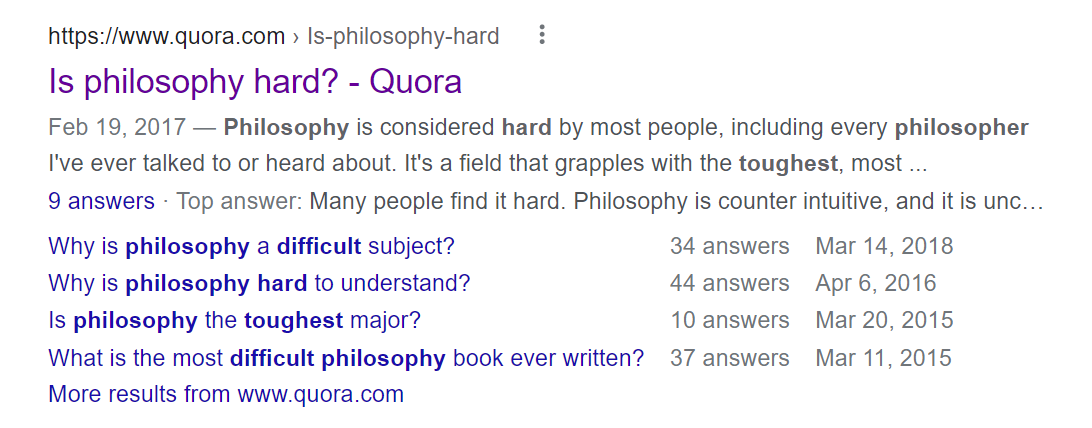 https://www.quora.com › Is-philosophy-hard
Is philosophy hard? - Quora
Feb 19, 2017 — Philosophy is considered hard by most people, including every philosopher
I've ever talked to or heard about. It's a field that grapples with the toughest, most ...
9 answers · Top answer: Many people find it hard. Philosophy is counter intuitive, and it is unc...
Why is philosophy a difficult subject? 34 answers Mar 14, 2018
Why is philosophy hard to understand? 44 answers Apr 6, 2016
Is philosophy the toughest major? 10 answers Mar 20, 2015
What is the most difficult philosophy book ever written? 37 answers Mar 11, 2015
More results from www.quora.com